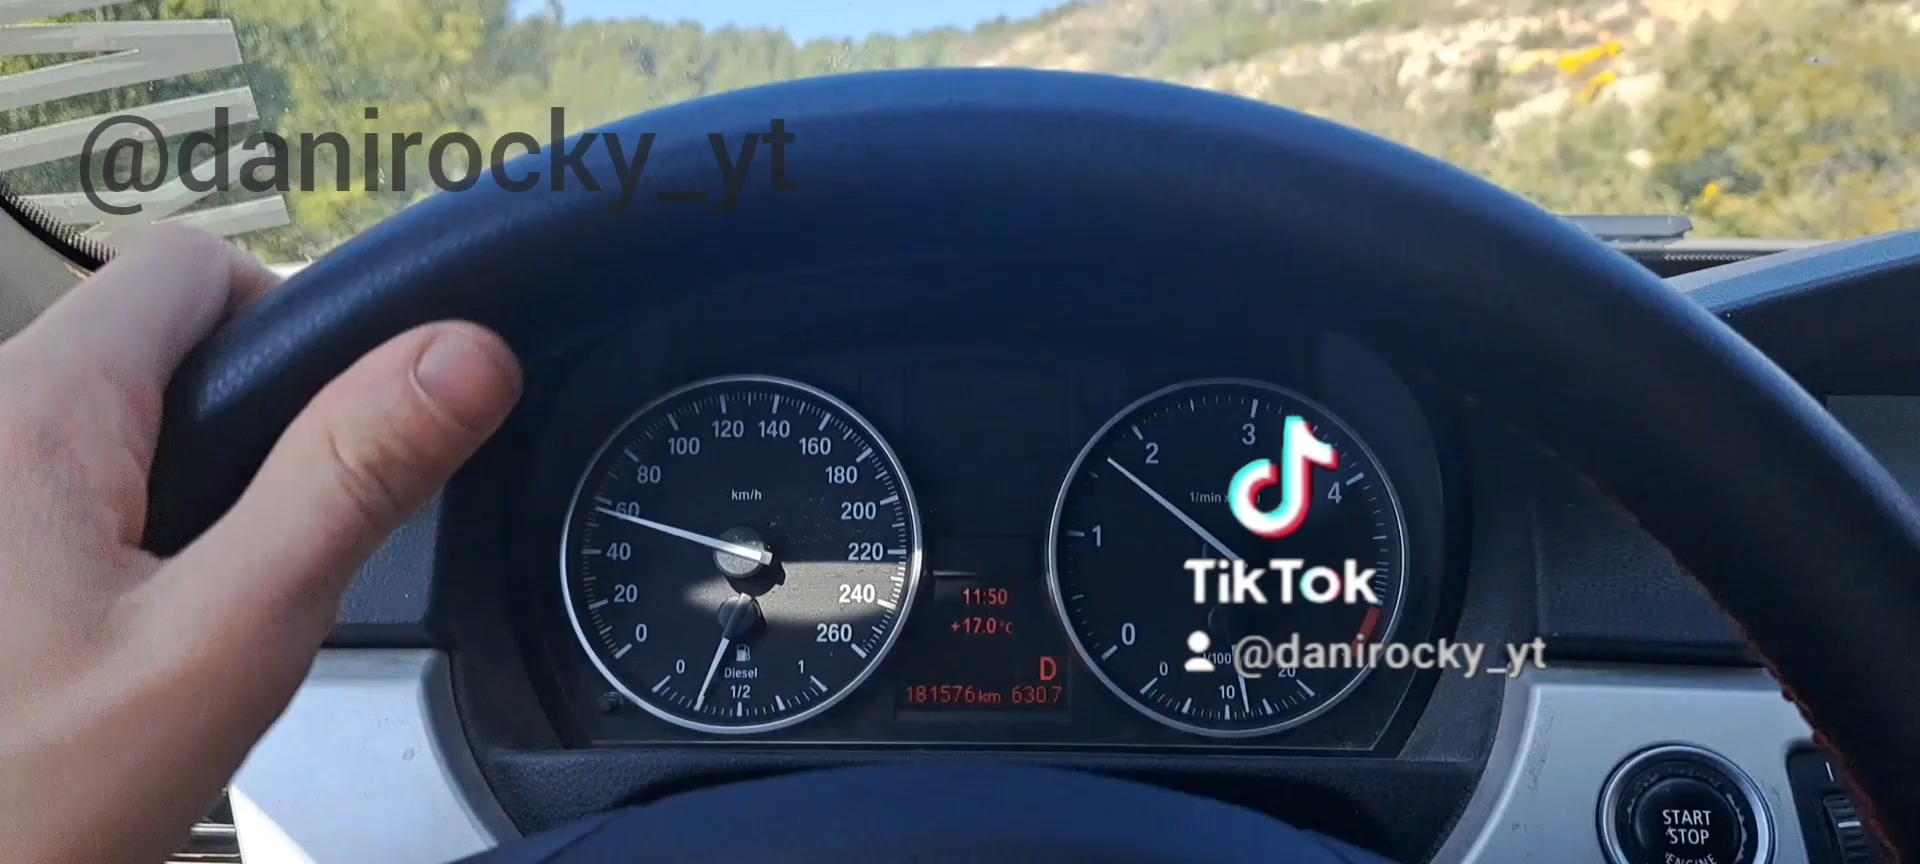 @danirocky_yt
120 140
100 160
80 180
km/h
60 200
40 220
20 240
0 260
0 Diesel 1
1/2
11:50
+17.0°C
D
181576 km 630.7
3
2
4
1/min x
1
0
0 10 20
TikTok
@danirocky_yt
START
STOP
ENGINE